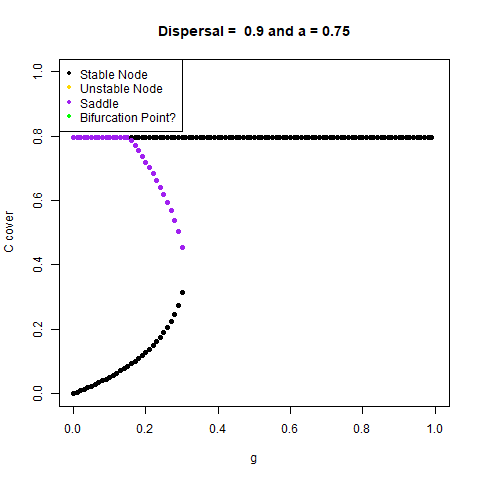 Dispersal = 0.9 and a = 0.75
Stable Node
Unstable Node
Saddle
Bifurcation Point?
C cover
1.0
0.8
0.6
0.4
0.2
0.0
0.0 0.2 0.4 0.6 0.8 1.0
g